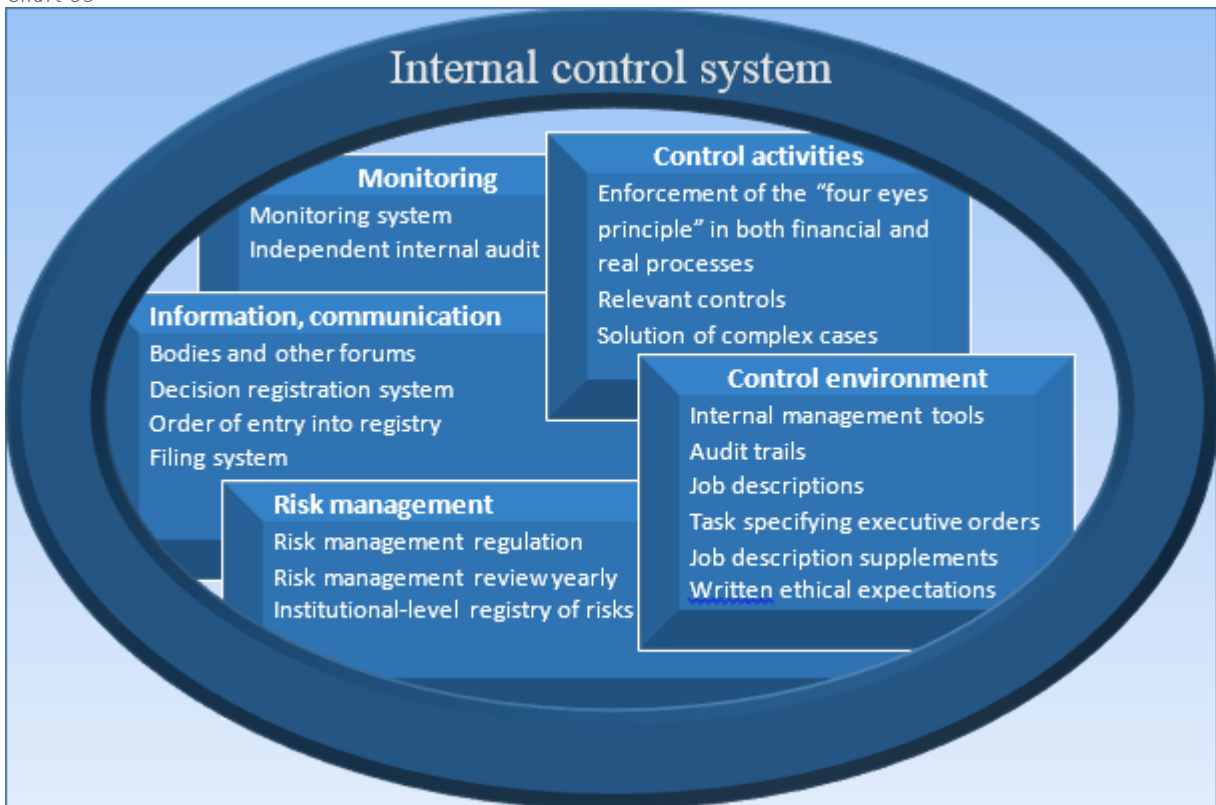 Internal control system
Monitoring
Monitoring system
Independent internal audit
Control activities
Enforcement of the “four eyes
principle” in both financial and
real processes
Relevant controls
Solution of complex cases
Information, communication
Bodies and other forums
Decision registration system
Order of entry into registry
Filing system
Control environment
Internal management tools
Audit trails
Job descriptions
Task specifying executive orders
Job description supplements
Written ethical expectations
Risk management
Risk management regulation
Risk management review yearly
Institutional-level registry of risks